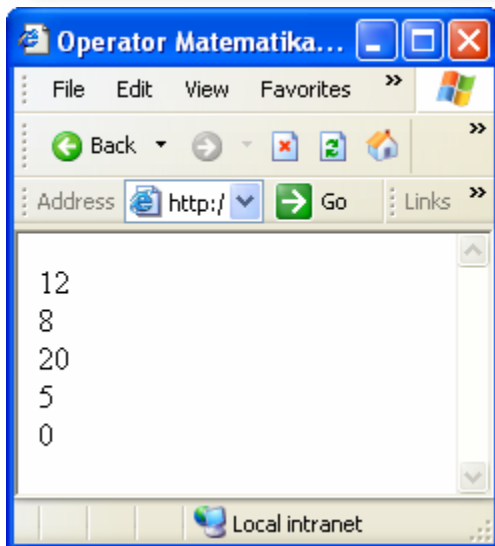 Operator Matematika...
File Edit View Favorites »
Back »
Address http:/ Go Links »
12
8
20
5
0
Local intranet